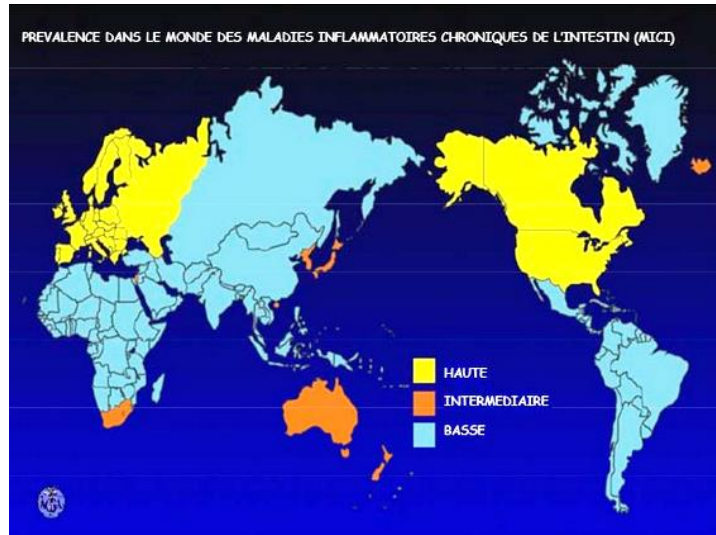 PREVALENCE DANS LE MONDE DES MALADIES INFLAMMATOIRES CHRONIQUES DE L'INTESTIN (MICI)
HAUTE
INTERMEDIAIRE
BASSE